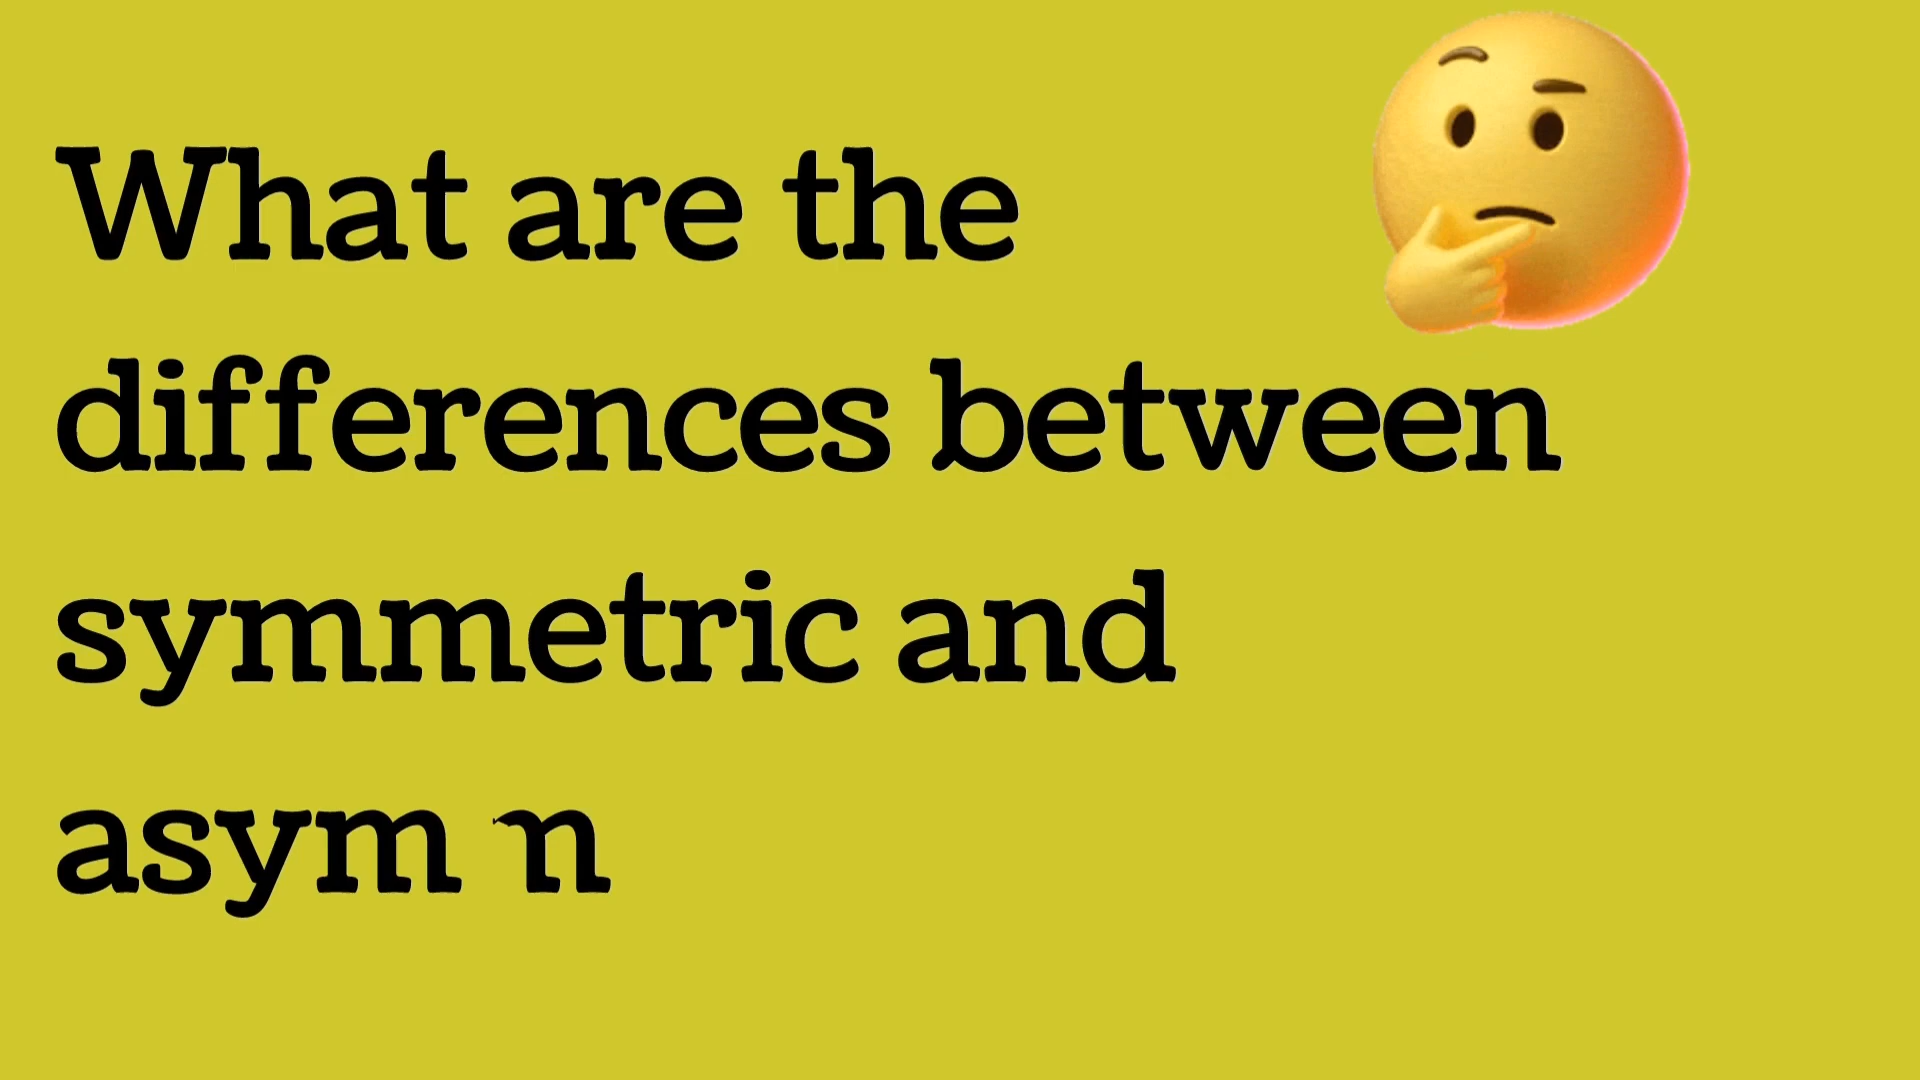 What are the
differences between
symmetric and
asym